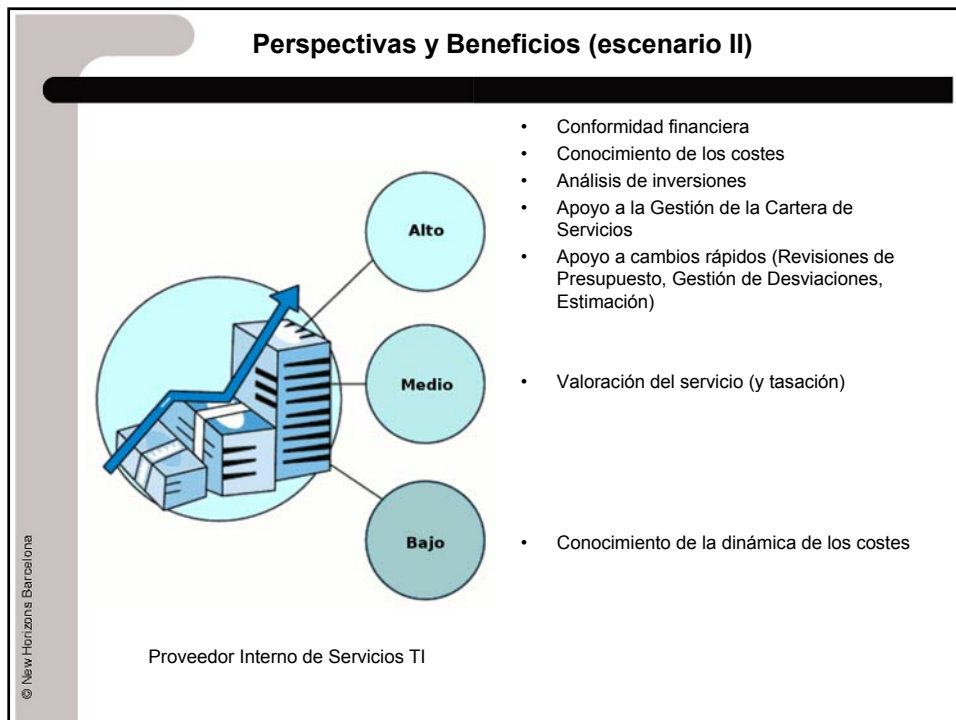 Perspectivas y Beneficios (escenario II)
Alto
• Conformidad financiera
• Conocimiento de los costes
• Análisis de inversiones
• Apoyo a la Gestión de la Cartera de
Servicios
• Apoyo a cambios rápidos (Revisiones de
Presupuesto, Gestión de Desviaciones,
Estimación)
Medio
• Valoración del servicio (y tasación)
Bajo
• Conocimiento de la dinámica de los costes
Proveedor Interno de Servicios TI
© New Horizons Barcelona